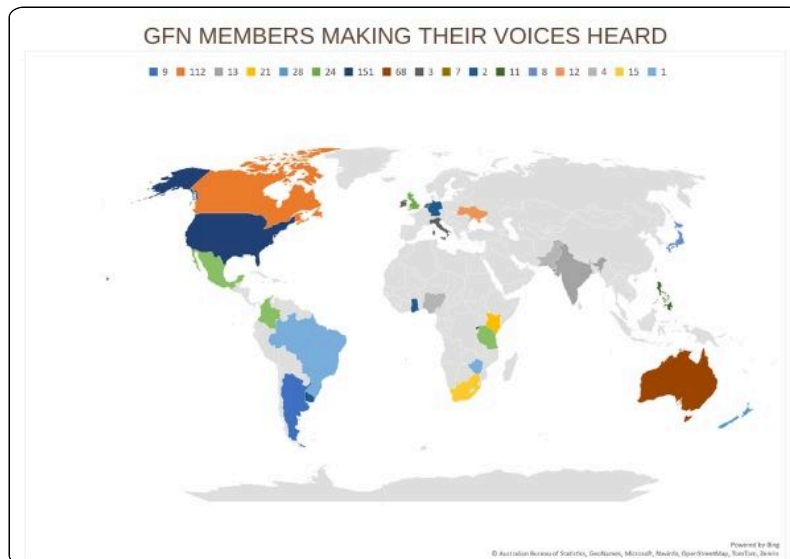 GFN MEMBERS MAKING THEIR VOICES HEARD
9 112 13 21 28 24 151 68 3 7 2 11 8 12 4 15 1
Powered by Bing
© Australian Bureau of Statistics, GeoNames, Microsoft, Navinfo, OpenStreetMap, TomTom, Zenrin